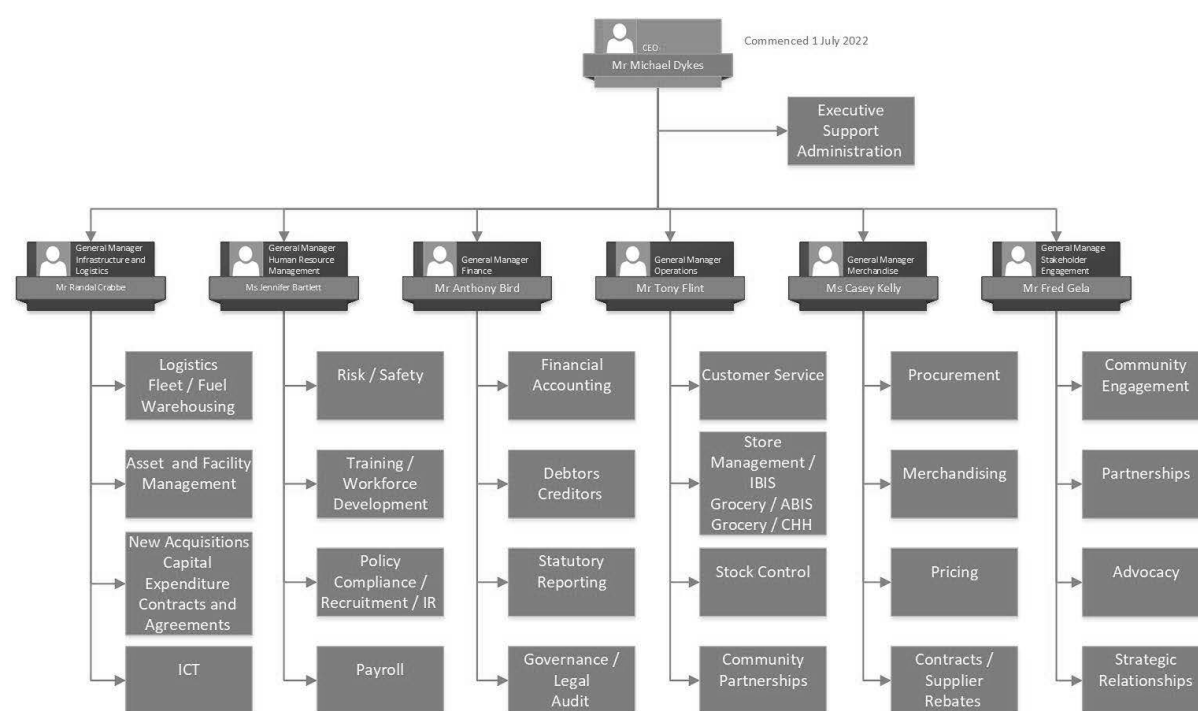 CEO
Mr Michael Dykes
Commenced 1 July 2022
Executive
Support
Administration
General Manager
Infrastructure and
Logistics
Mr Randal Crabbe
General Manager
Human Resource
Management
Ms Jennifer Bartlett
General Manager
Finance
Mr Anthony Bird
General Manager
Operations
Mr Tony Flint
General Manager
Merchandise
Ms Casey Kelly
General Manage
Stakeholder
Engagement
Mr Fred Gela
Logistics
Fleet / Fuel
Warehousing
Risk / Safety
Financial
Accounting
Customer Service
Procurement
Community
Engagement
Asset and Facility
Management
Training /
Workforce
Development
Debtors
Creditors
Store
Management /
IBIS
Grocery / ABIS
Grocery / CHH
Merchandising
Partnerships
New Acquisitions
Capital
Expenditure
Contracts and
Agreements
Policy
Compliance /
Recruitment / IR
Statutory
Reporting
Stock Control
Pricing
Advocacy
ICT
Payroll
Governance /
Legal
Audit
Community
Partnerships
Contracts /
Supplier
Rebates
Strategic
Relationships